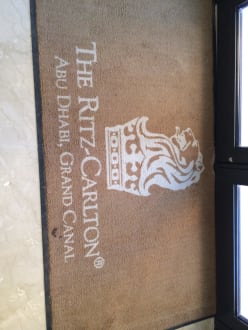 THE RITZ-CARLTON®
ABU DHABI, GRAND CANAL